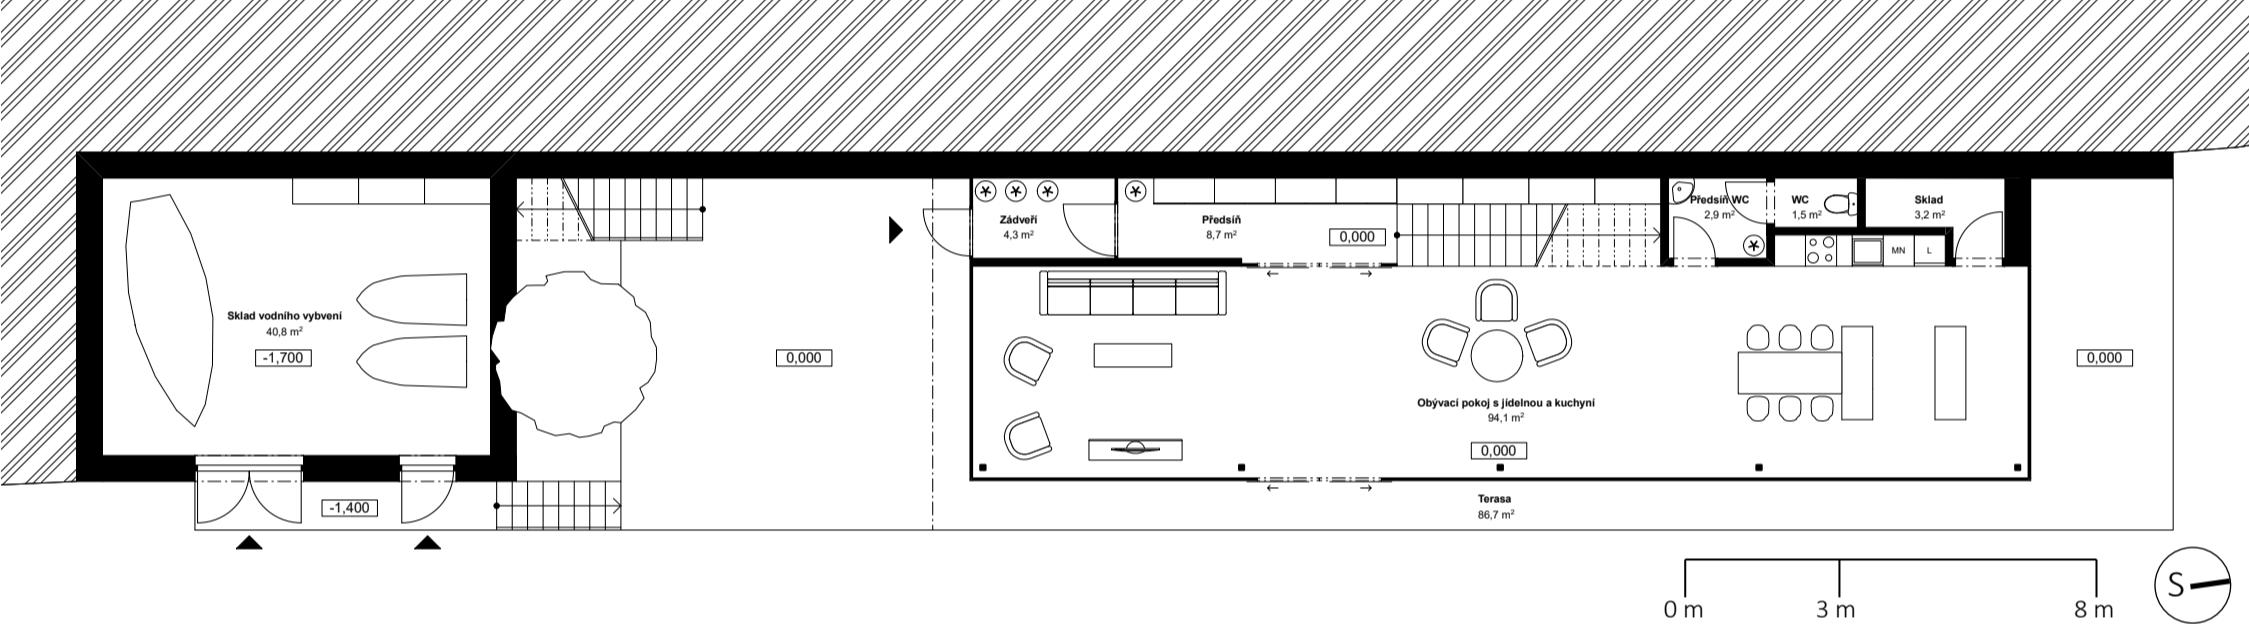 Zádveří
4,3 m²
Předsíň
8,7 m²
0,000
Předsíň WC
2,9 m²
WC
1,5 m²
Sklad
3,2 m²
MN
L
Sklad vodního vybvení
40,8 m²
-1,700
0,000
0,000
Obývací pokoj s jídelnou a kuchyní
94,1 m²
0,000
-1,400
Terasa
86,7 m²
0 m
3 m
8 m
S